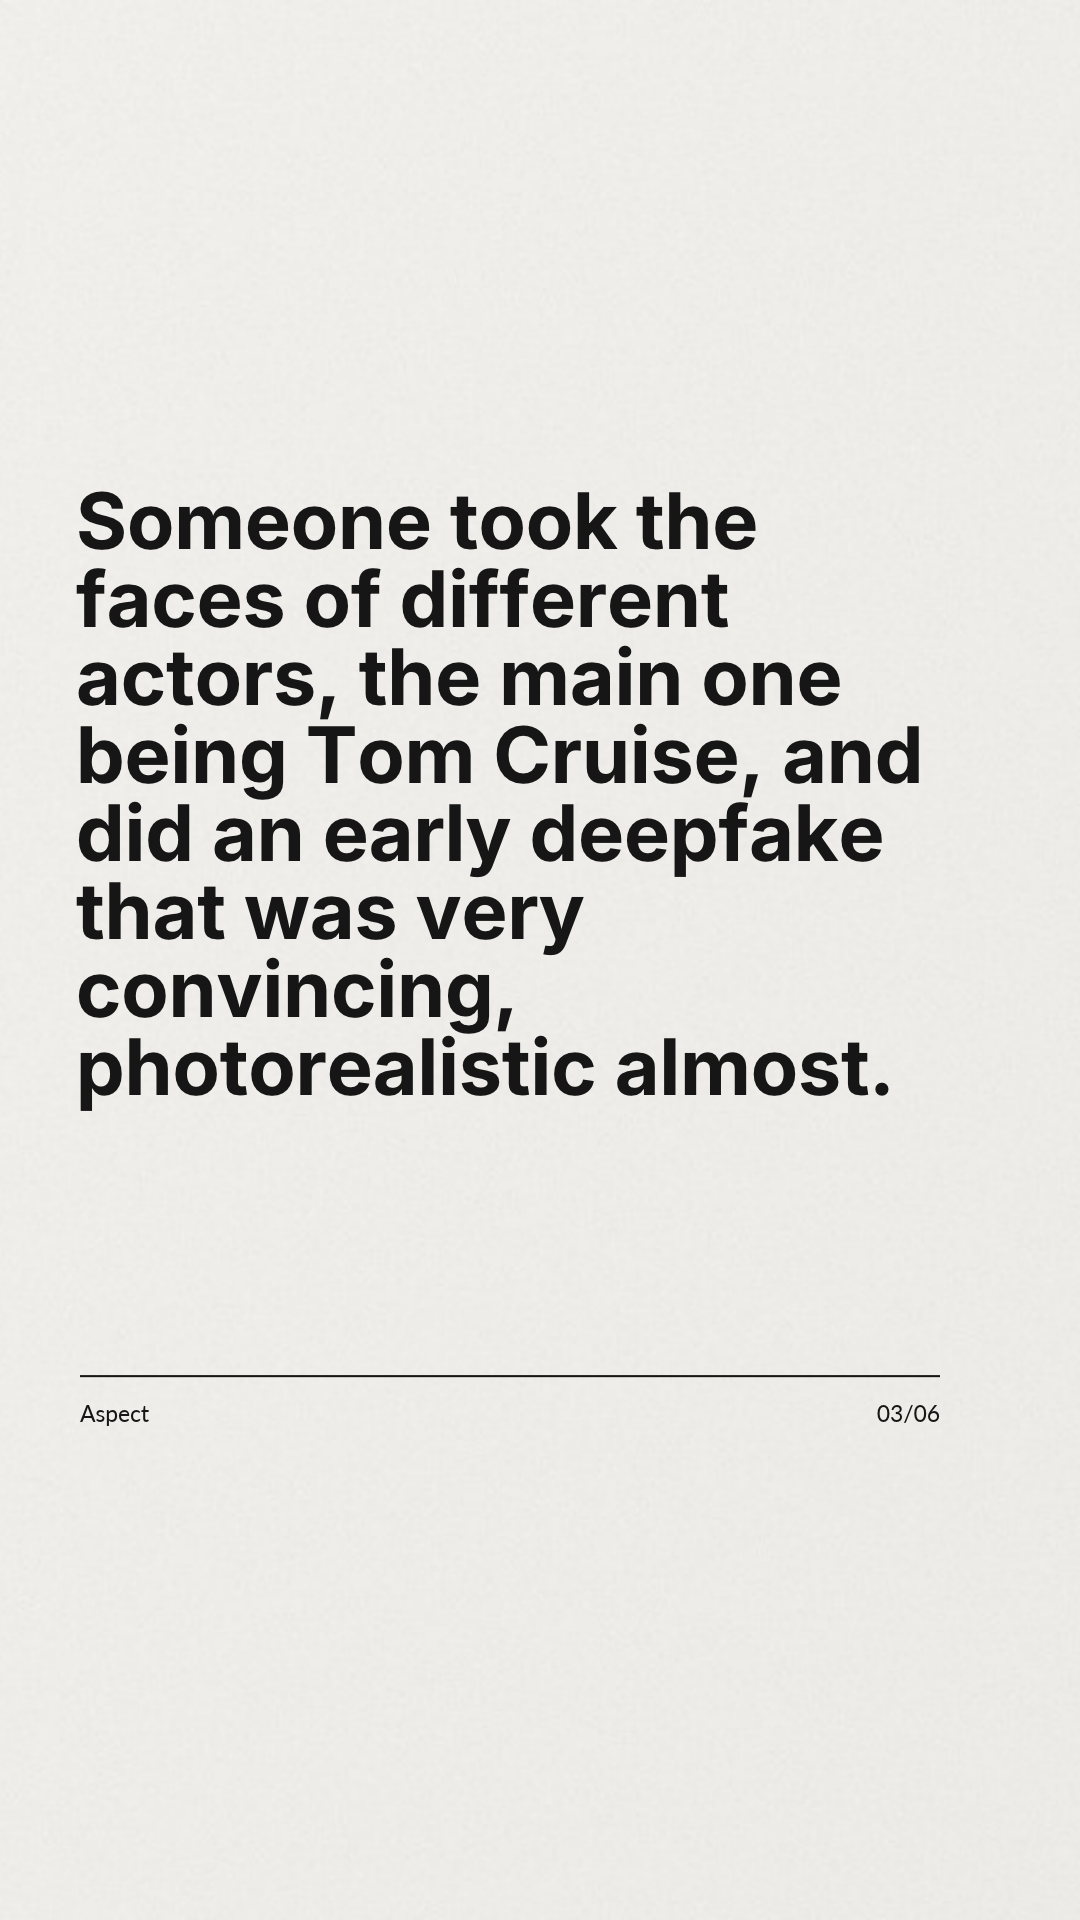 Someone took the
faces of different
actors, the main one
being Tom Cruise, and
did an early deepfake
that was very
convincing,
photorealistic almost.
Aspect
03/06